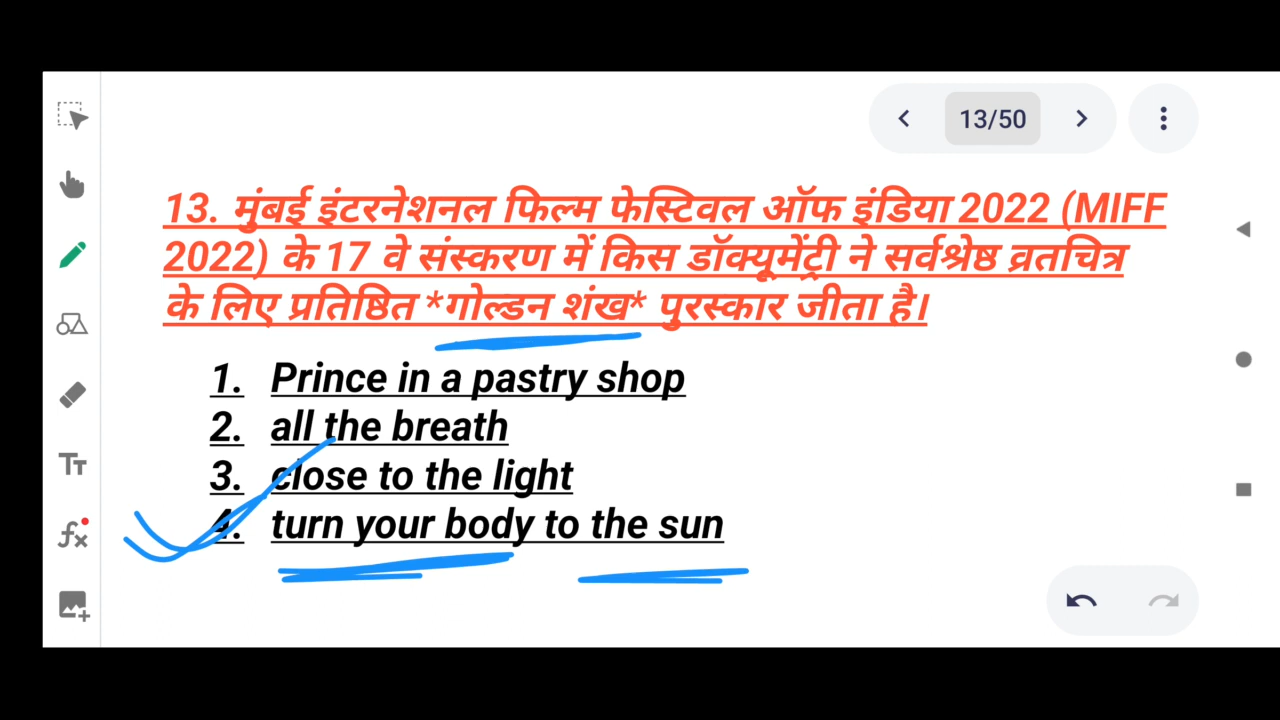 13/50
13. मुंबई इंटरनेशनल फिल्म फेस्टिवल ऑफ इंडिया 2022 (MIFF
2022) के 17 वे संस्करण में किस डॉक्यूमेंट्री ने सर्वश्रेष्ठ व्रतचित्र
के लिए प्रतिष्ठित *गोल्डन शंख* पुरस्कार जीता है।
1. Prince in a pastry shop
2. all the breath
3. close to the light
4. turn your body to the sun
Tт
fx